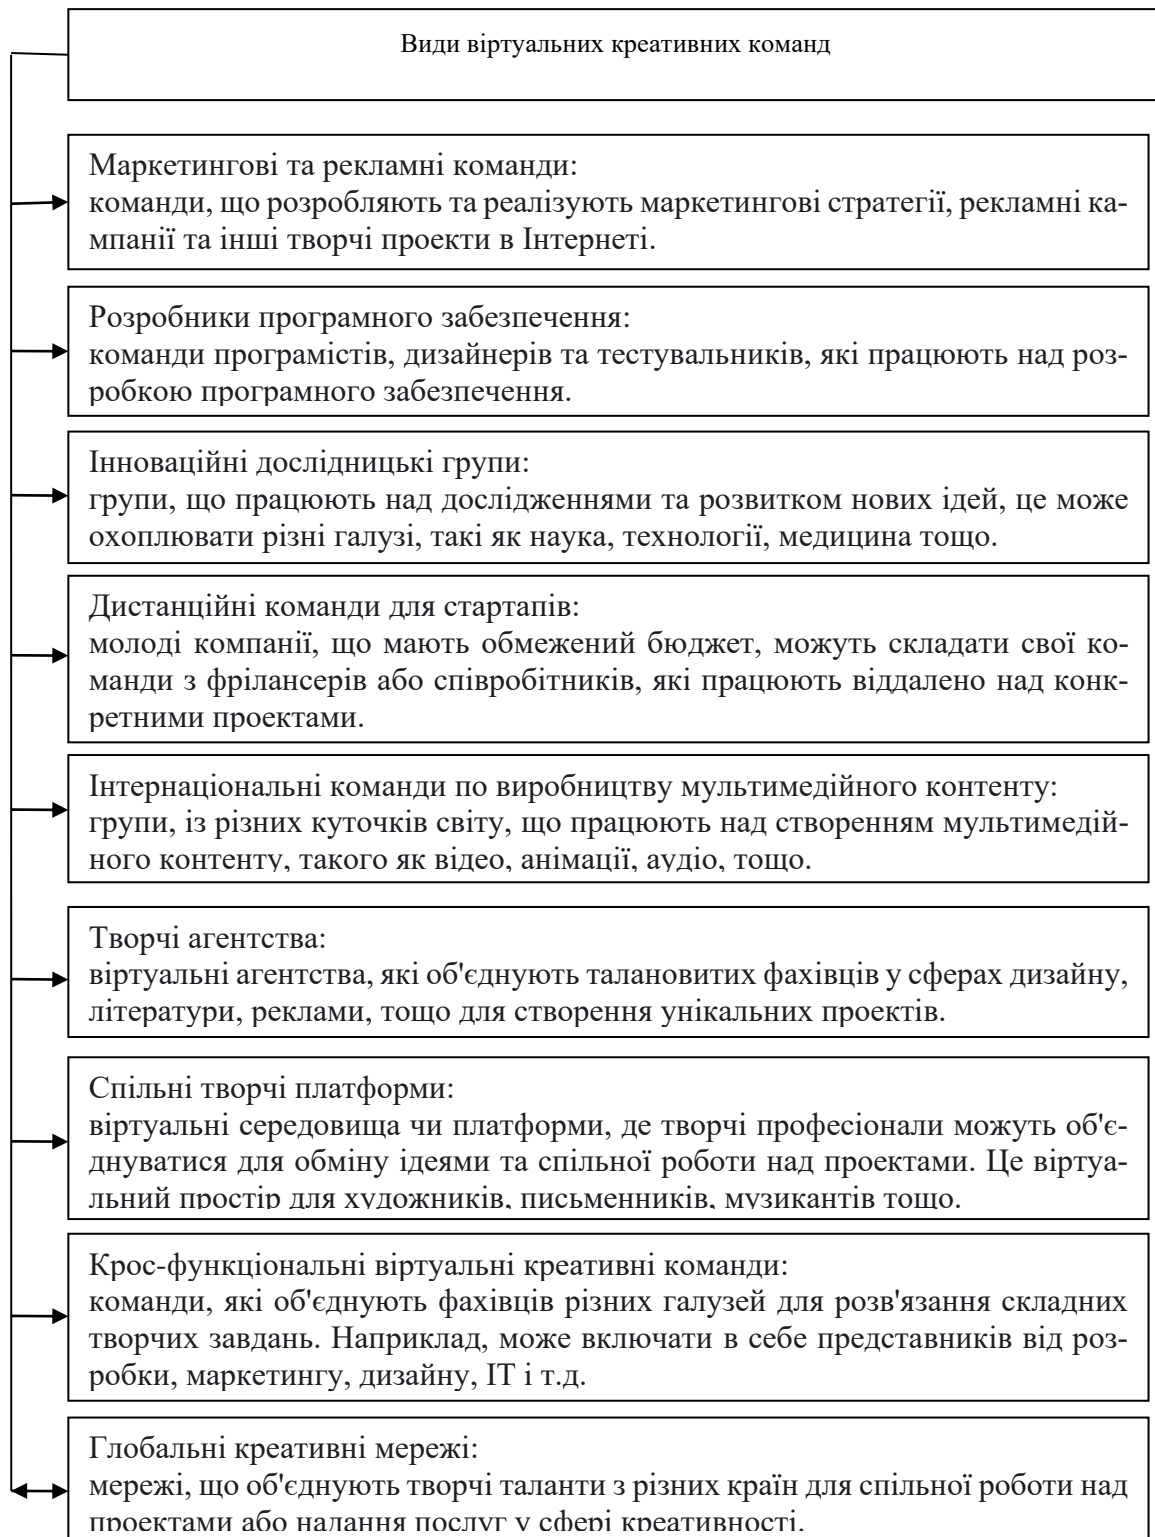 Види віртуальних креативних команд
Маркетингові та рекламні команди:
команди, що розробляють та реалізують маркетингові стратегії, рекламні ка-
мпанії та інші творчі проекти в Інтернеті.
Розробники програмного забезпечення:
команди програмістів, дизайнерів та тестувальників, які працюють над роз-
робкою програмного забезпечення.
Інноваційні дослідницькі групи:
групи, що працюють над дослідженнями та розвитком нових ідей, це може
охоплювати різні галузі, такі як наука, технології, медицина тощо.
Дистанційні команди для стартапів:
молоді компанії, що мають обмежений бюджет, можуть складати свої ко-
манди з фрілансерів або співробітників, які працюють віддалено над конк-
ретними проектами.
Інтернаціональні команди по виробництву мультимедійного контенту:
групи, із різних куточків світу, що працюють над створенням мультимедій-
ного контенту, такого як відео, анімації, аудіо, тощо.
Творчі агентства:
віртуальні агентства, які об'єднують талановитих фахівців у сферах дизайну,
літератури, реклами, тощо для створення унікальних проектів.
Спільні творчі платформи:
віртуальні середовища чи платформи, де творчі професіонали можуть об'є-
днуватися для обміну ідеями та спільної роботи над проектами. Це віртуа-
льний простір для художників, письменників, музикантів тощо.
Крос-функціональні віртуальні креативні команди:
команди, які об'єднують фахівців різних галузей для розв'язання складних
творчих завдань. Наприклад, може включати в себе представників від роз-
робки, маркетингу, дизайну, ІТ і т.д.
Глобальні креативні мережі:
мережі, що об'єднують творчі таланти з різних країн для спільної роботи над
проектами або надання послуг у сфері креативності.